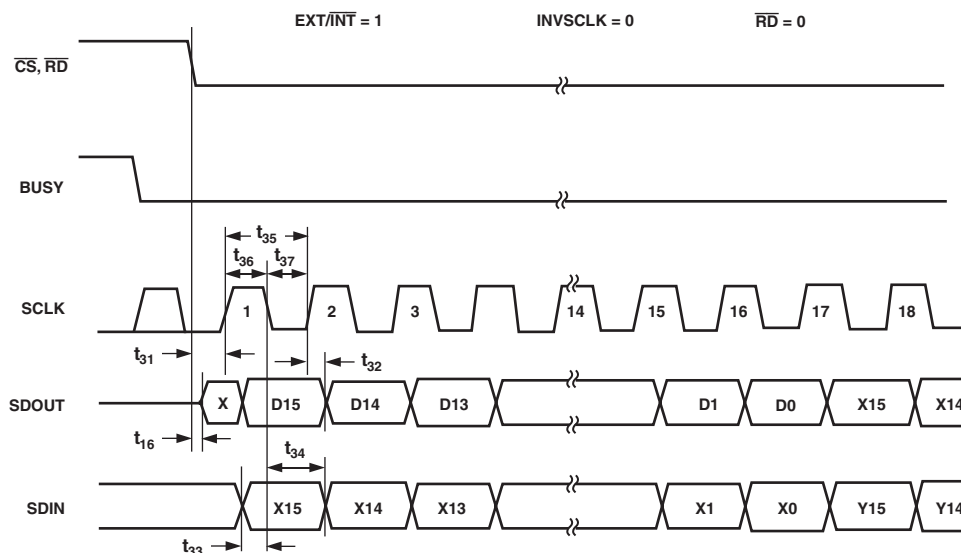 EXT/INT = 1 INVSCLK = 0 RD = 0
CS, RD
BUSY
t35
t36 t37
SCLK 1 2 3 14 15 16 17 18
t31 t32
SDOUT X D15 D14 D13 D1 D0 X15 X14
t16
t34
SDIN X15 X14 X13 X1 X0 Y15 Y14
t33